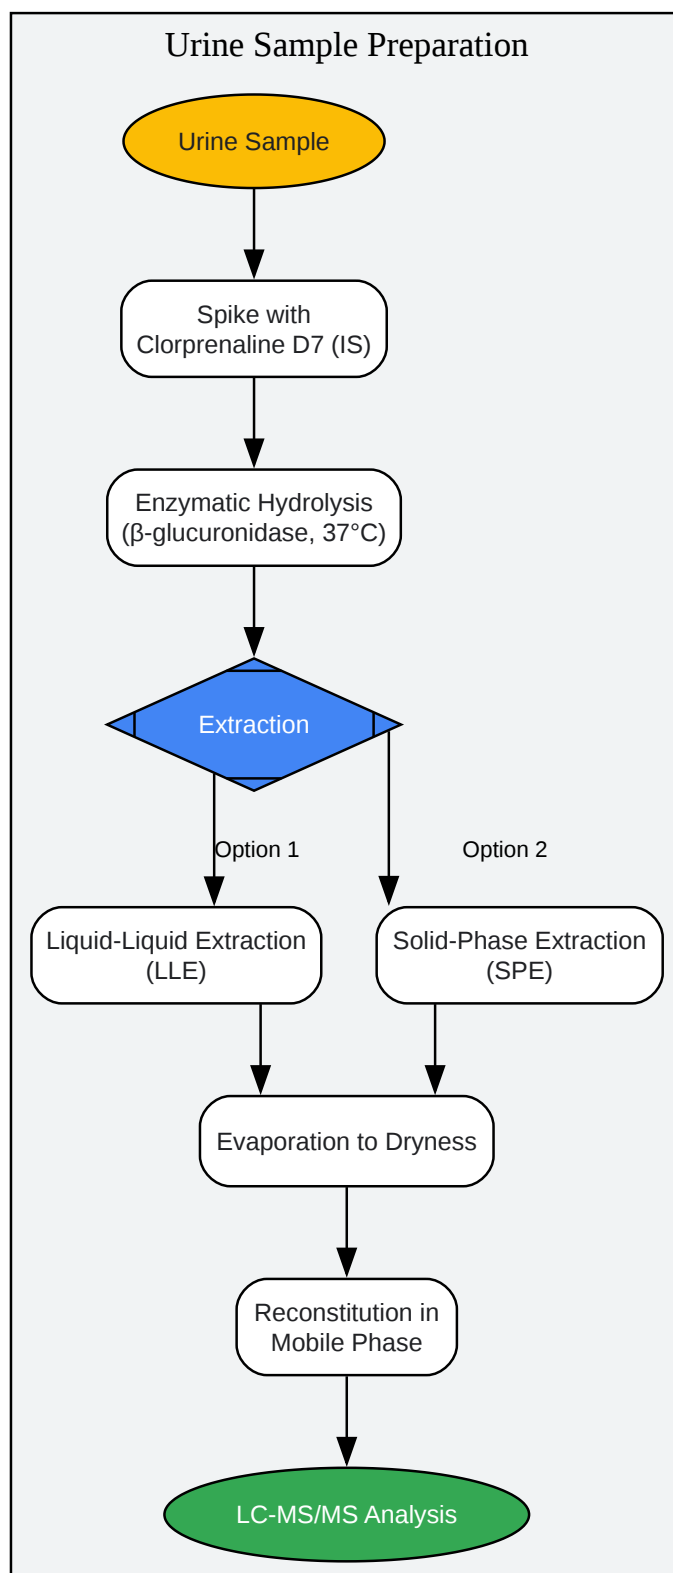 Urine Sample Preparation
Urine Sample
Spike with
Clorprenaline D7 (IS)
Enzymatic Hydrolysis
(β-glucuronidase, 37°C)
Extraction
Option 1
Option 2
Liquid-Liquid Extraction
(LLE)
Solid-Phase Extraction
(SPE)
Evaporation to Dryness
Reconstitution in
Mobile Phase
LC-MS/MS Analysis